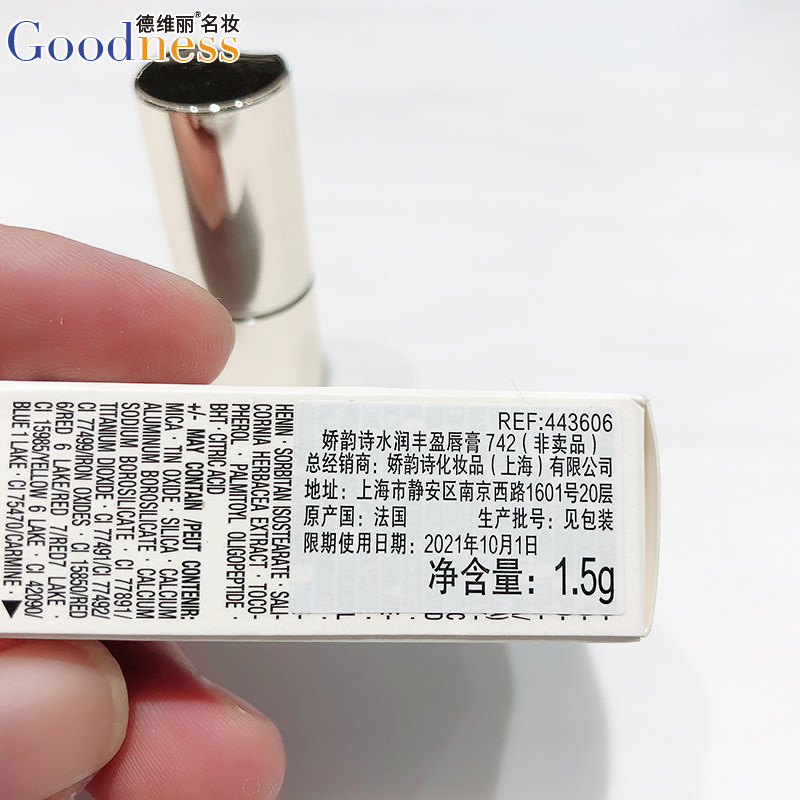 德维丽®名妆
Goodness
REF:443606
娇韵诗水润丰盈唇膏 742 (非卖品)
总经销商: 娇韵诗化妆品 (上海) 有限公司
地址: 上海市静安区南京西路1601号20层
原产国: 法国 生产批号: 见包装
限期使用日期: 2021年10月1日
净含量: 1.5g
HENIN · SORBITAN ISOSTEARATE · SALI-
CORNIA HERBACEA EXTRACT · TOCO-
PHEROL · PALMITOYL OLIGOPEPTIDE ·
BHT · CITRIC ACID
+/- MAY CONTAIN /PEUT CONTENIR:
MICA · TIN OXIDE · SILICA · CALCIUM
ALUMINUM BOROSILICATE · CALCIUM
SODIUM BOROSILICATE · CI 77891/
TITANIUM DIOXIDE · CI 77491/CI 77492/
CI 77499/IRON OXIDES · CI 15850/RED
6/RED 6 LAKE/RED 7/RED7 LAKE ·
CI 15985/YELLOW 6 LAKE · CI 42090/
BLUE 1 LAKE · CI 75470/CARMINE ·